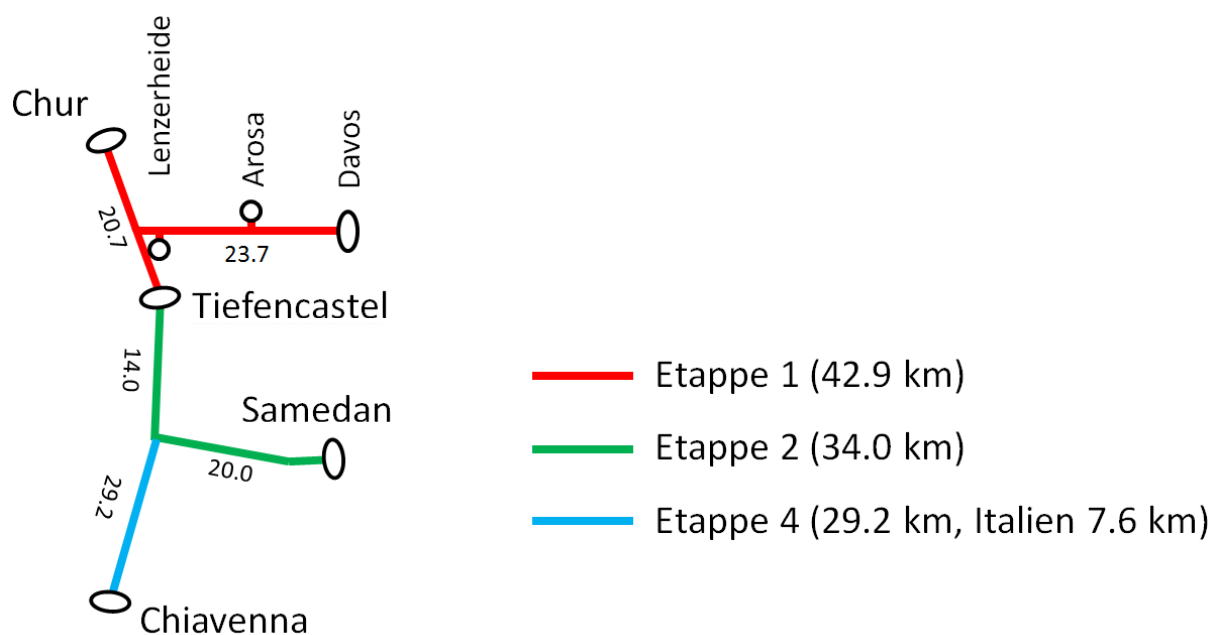 Chur
Lenzerheide
Arosa
Davos
20.7
23.7
Tiefencastel
14.0
Samedan
20.0
29.2
Chiavenna
Etappe 1 (42.9 km)
Etappe 2 (34.0 km)
Etappe 4 (29.2 km, Italien 7.6 km)